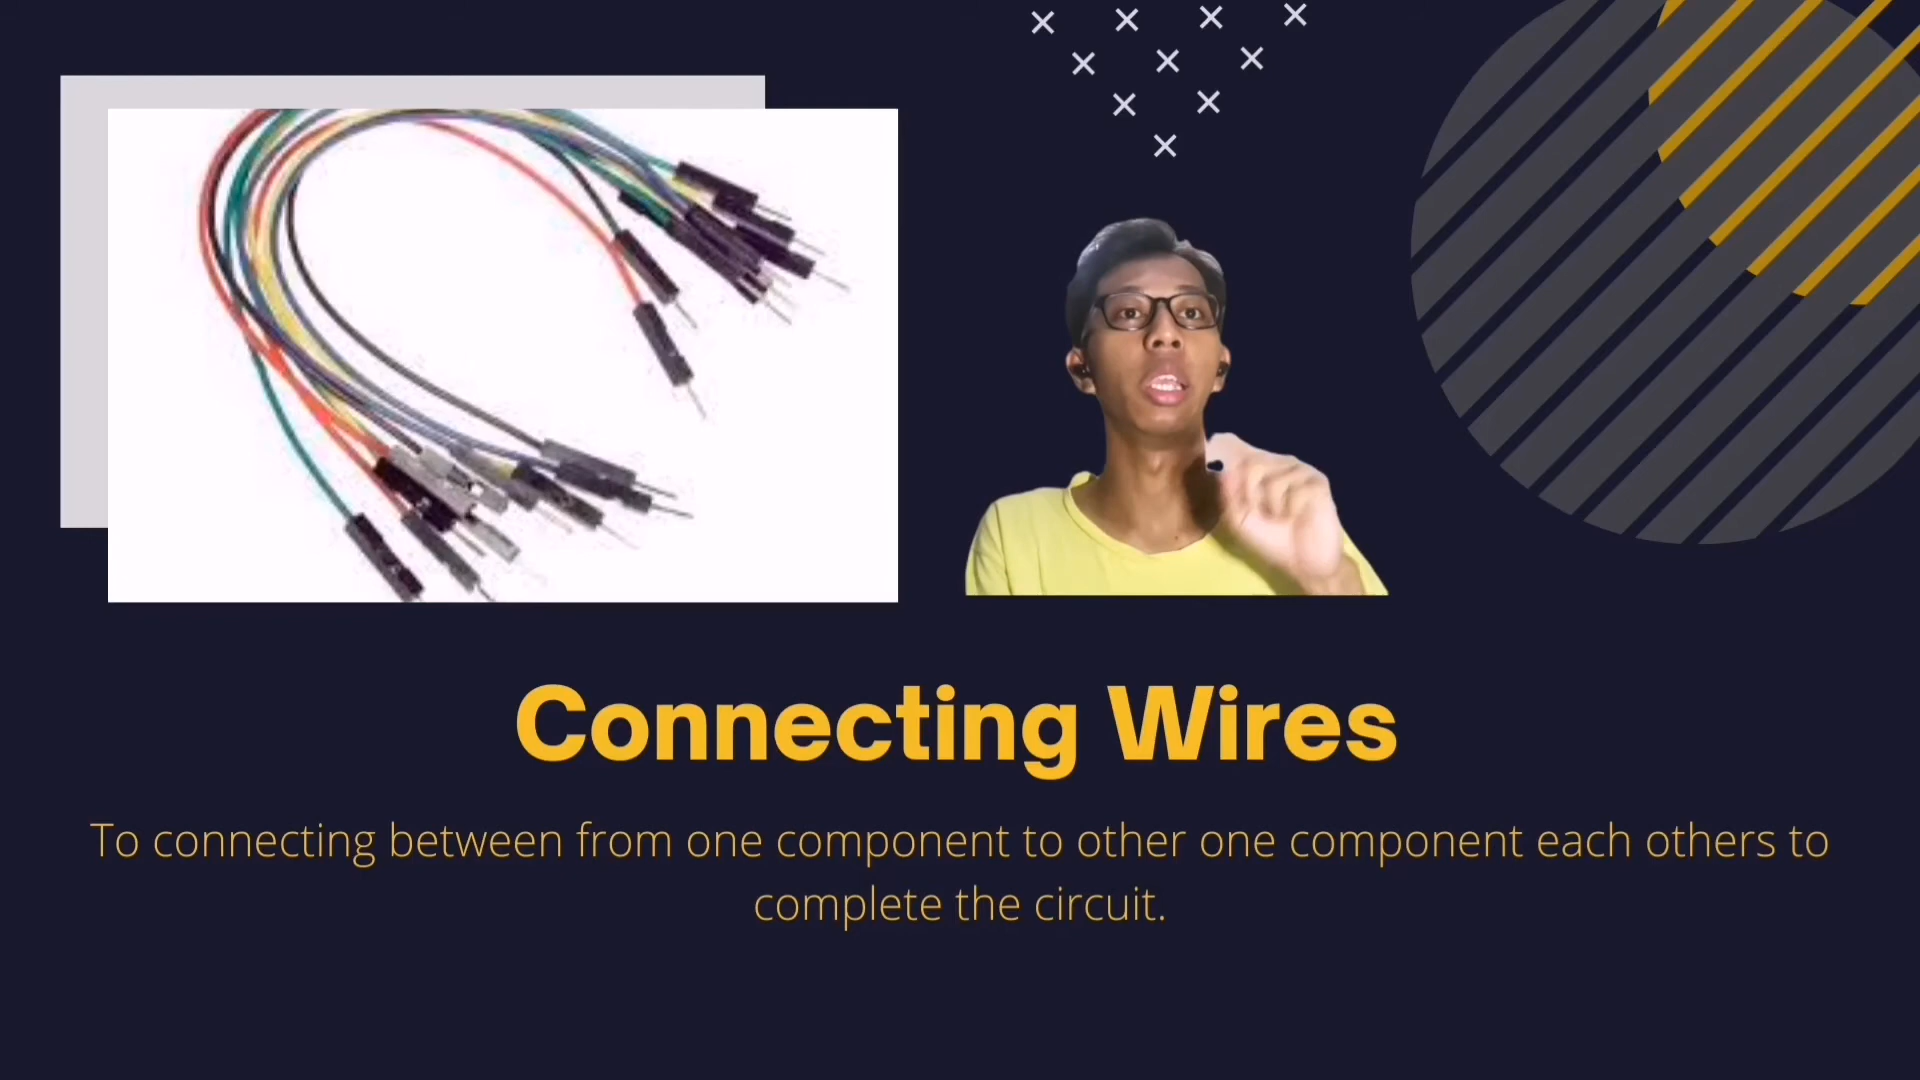 Connecting Wires
To connecting between from one component to other one component each others to
complete the circuit.